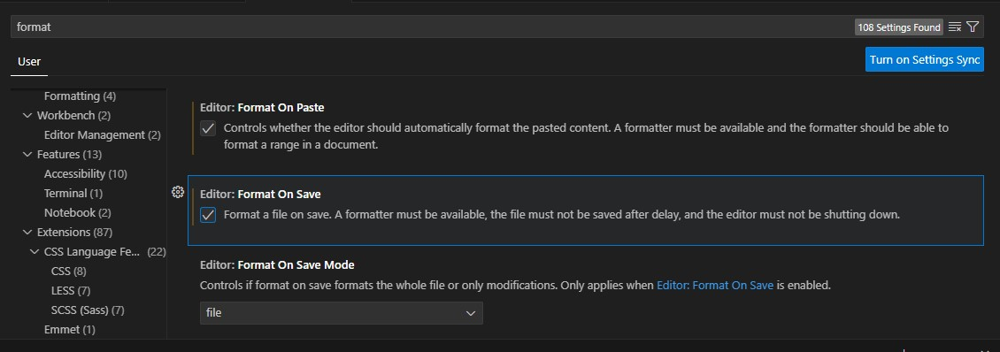 format
108 Settings Found
User
Turn on Settings Sync
Formatting (4)
Workbench (2)
Editor Management (2)
Features (13)
Accessibility (10)
Terminal (1)
Notebook (2)
Extensions (87)
CSS Language Fe... (22)
CSS (8)
LESS (7)
SCSS (Sass) (7)
Emmet (1)
Editor: Format On Paste
Controls whether the editor should automatically format the pasted content. A formatter must be available and the formatter should be able to
format a range in a document.
Editor: Format On Save
Format a file on save. A formatter must be available, the file must not be saved after delay, and the editor must not be shutting down.
Editor: Format On Save Mode
Controls if format on save formats the whole file or only modifications. Only applies when Editor: Format On Save is enabled.
file